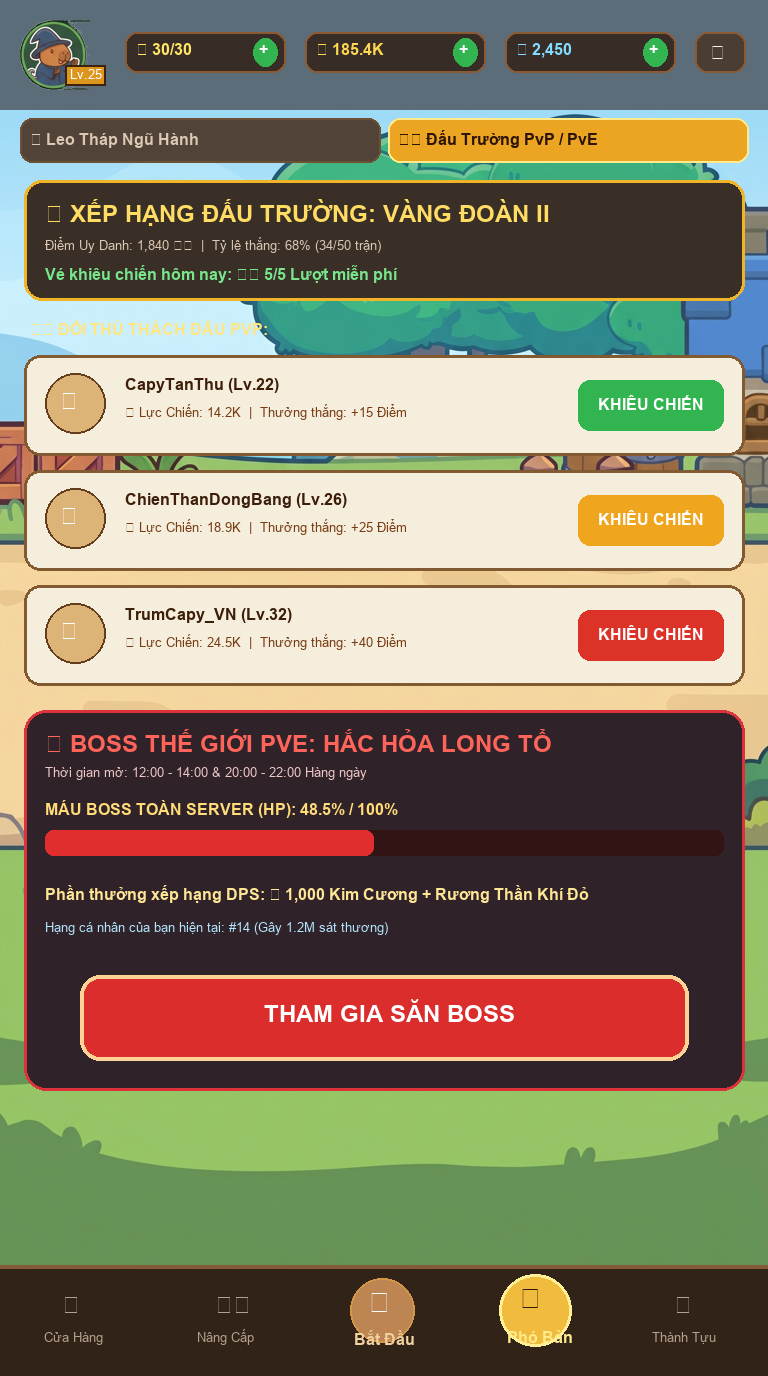 Lv.25
30/30 +
185.4K +
2,450 +
Leo Tháp Ngũ Hành
Đấu Trường PvP / PvE
XẾP HẠNG ĐẤU TRƯỜNG: VÀNG ĐOÀN II
Điểm Uy Danh: 1,840 | Tỷ lệ thắng: 68% (34/50 trận)
Vé khiêu chiến hôm nay: 5/5 Lượt miễn phí
ĐỐI THỦ THÁCH ĐẤU PVP:
CapyTanThu (Lv.22)
Lực Chiến: 14.2K | Thưởng thắng: +15 Điểm
KHIÊU CHIẾN
ChienThanDongBang (Lv.26)
Lực Chiến: 18.9K | Thưởng thắng: +25 Điểm
KHIÊU CHIẾN
TrumCapy_VN (Lv.32)
Lực Chiến: 24.5K | Thưởng thắng: +40 Điểm
KHIÊU CHIẾN
BOSS THẾ GIỚI PVE: HẮC HỎA LONG TỔ
Thời gian mở: 12:00 - 14:00 & 20:00 - 22:00 Hàng ngày
MÁU BOSS TOÀN SERVER (HP): 48.5% / 100%
Phần thưởng xếp hạng DPS: 1,000 Kim Cương + Rương Thần Khí Đỏ
Hạng cá nhân của bạn hiện tại: #14 (Gây 1.2M sát thương)
THAM GIA SĂN BOSS
Cửa Hàng
Nâng Cấp
Bắt Đầu
Phó Bản
Thành Tựu